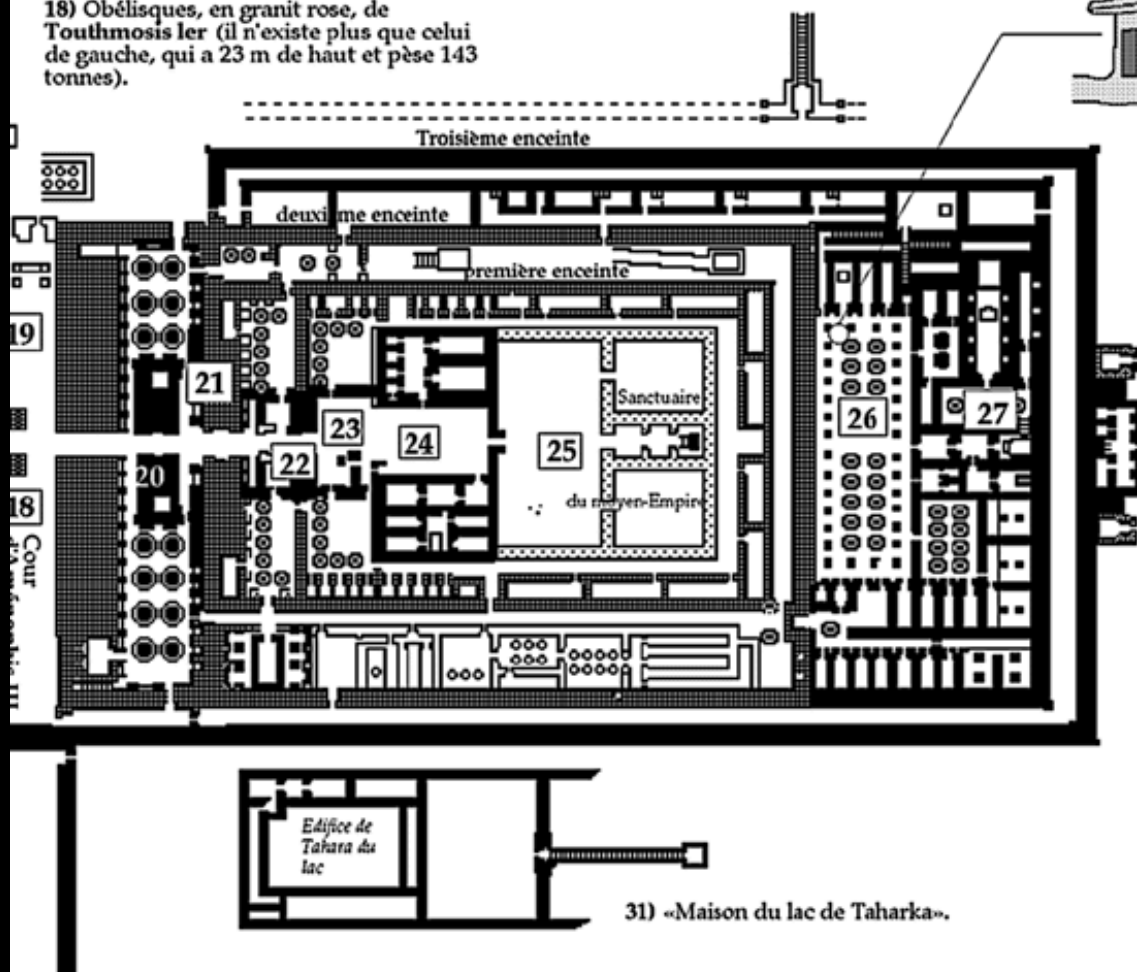 18) Obélisques, en granit rose, de
Touthmosis Ier (il n'existe plus que celui
de gauche, qui a 23 m de haut et pèse 143
tonnes).
Troisième enceinte
deuxième enceinte
première enceinte
19
21
Sanctuaire
23
24
25
26
27
22
20
du moyen-Empire
18
Cour
d'Amenophis III
Edifice de
Tahara du
lac
31) «Maison du lac de Taharka».